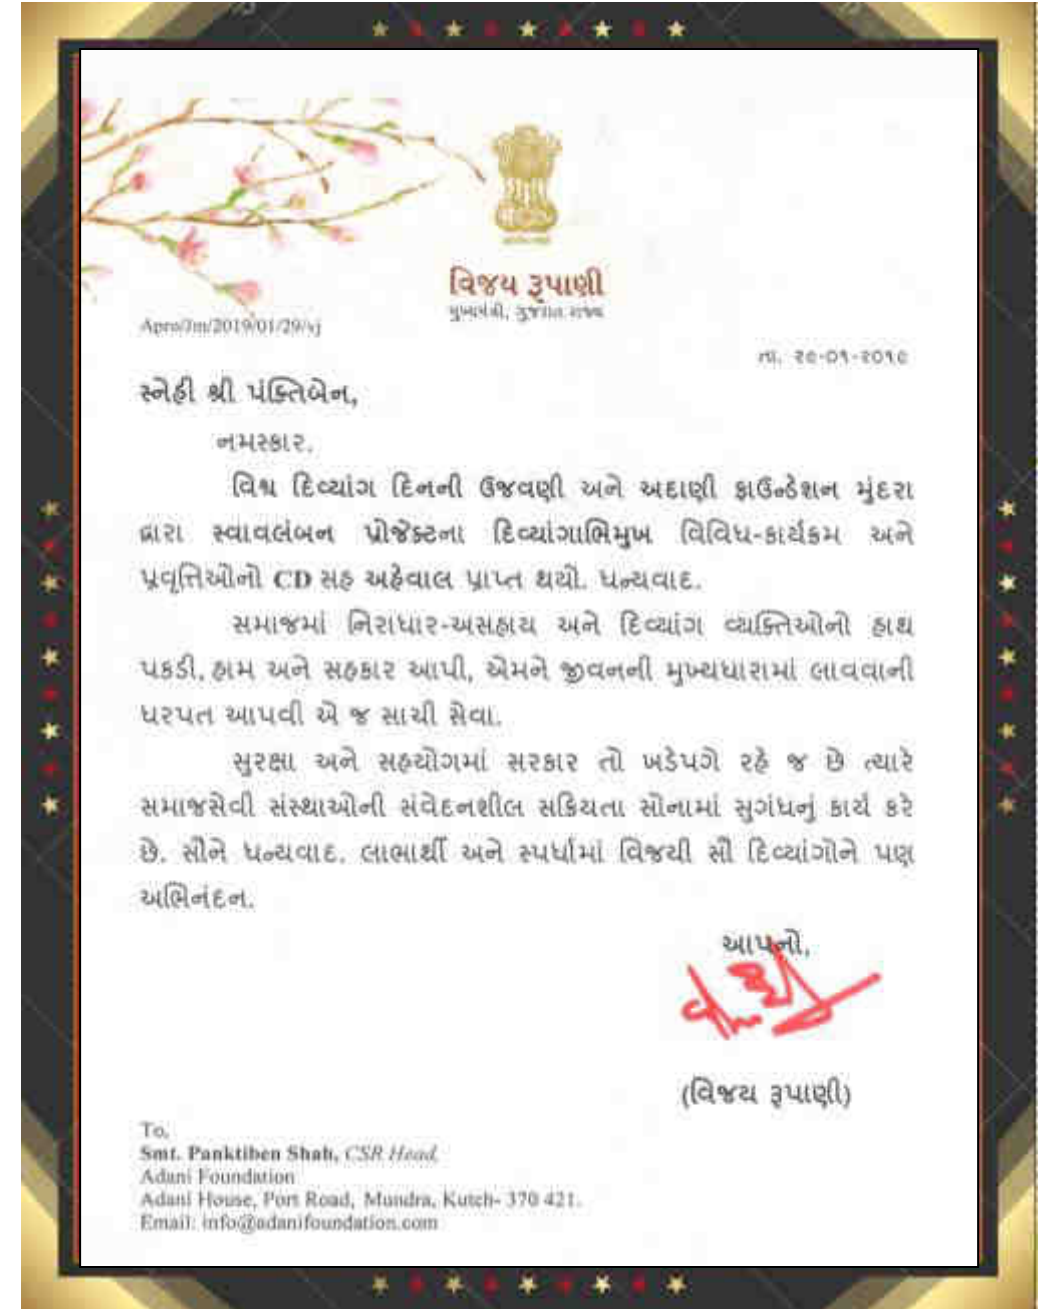 વિજય રૂપાણી
મુખ્યમંત્રી, ગુજરાત રાજ્ય
Apro/Jm/2019/01/29/vj
તા. ૨૯-૦૧-૨૦૧૯
સ્નેહી શ્રી પંક્તિબેન,
નમસ્કાર.
વિશ્વ દિવ્યાંગ દિનની ઉજવણી અને અદાણી ફાઉન્ડેશન મુંદરા
દ્વારા સ્વાવલંબન પ્રોજેક્ટના દિવ્યાંગાભિમુખ વિવિધ-કાર્યક્રમ અને
પ્રવૃત્તિઓનો CD સહ અહેવાલ પ્રાપ્ત થયો. ધન્યવાદ.
સમાજમાં નિરાધાર-અસહાય અને દિવ્યાંગ વ્યક્તિઓનો હાથ
પકડી, હામ અને સહકાર આપી, એમને જીવનની મુખ્યધારામાં લાવવાની
ધરપત આપવી એ જ સાચી સેવા.
સુરક્ષા અને સહયોગમાં સરકાર તો ખડેપગે રહે જ છે ત્યારે
સમાજસેવી સંસ્થાઓની સંવેદનશીલ સક્રિયતા સોનામાં સુગંધનું કાર્ય કરે
છે. સૌને ધન્યવાદ. લાભાર્થી અને સ્પર્ધામાં વિજયી સૌ દિવ્યાંગોને પણ
અભિનંદન.
આપનો,
(વિજય રૂપાણી)
To,
Smt. Panktiben Shah, CSR Head,
Adani Foundation
Adani House, Port Road, Mundra, Kutch- 370 421.
Email: info@adanifoundation.com